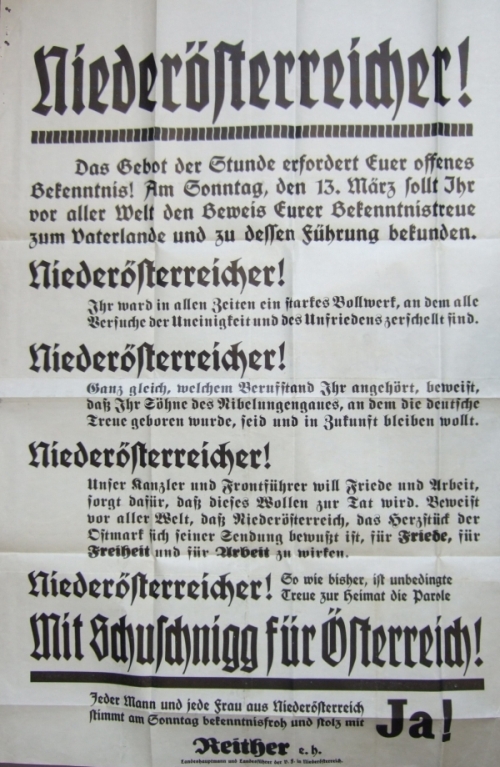 Niederösterreicher!
Das Gebot der Stunde erfordert Euer offenes
Bekenntnis! Am Sonntag, den 13. März sollt Ihr
vor aller Welt den Beweis Eurer Bekenntnistreue
zum Vaterlande und zu dessen Führung bekunden.
Niederösterreicher!
Ihr ward in allen Zeiten ein starkes Bollwerk, an dem alle
Versuche der Uneinigkeit und des Unfriedens zerschellt sind.
Niederösterreicher!
Ganz gleich, welchem Berufsstand Ihr angehört, beweist,
daß Ihr Söhne des Nibelungengaues, an dem die deutsche
Treue geboren wurde, seid und in Zukunft bleiben wollt.
Niederösterreicher!
Unser Kanzler und Frontführer will Friede und Arbeit,
sorgt dafür, daß dieses Wollen zur Tat wird. Beweist
vor aller Welt, daß Niederösterreich, das Herzstück der
Ostmark sich seiner Sendung bewußt ist, für Friede, für
Freiheit und für Arbeit zu wirken.
Niederösterreicher! So wie bisher, ist unbedingte
Treue zur Heimat die Parole
Mit Schuschnigg für Österreich!
Jeder Mann und jede Frau aus Niederösterreich
stimmt am Sonntag bekenntnisfroh und stolz mit Ja!
Reither e. h.
Landeshauptmann und Landesführer der V. F. in Niederösterreich.